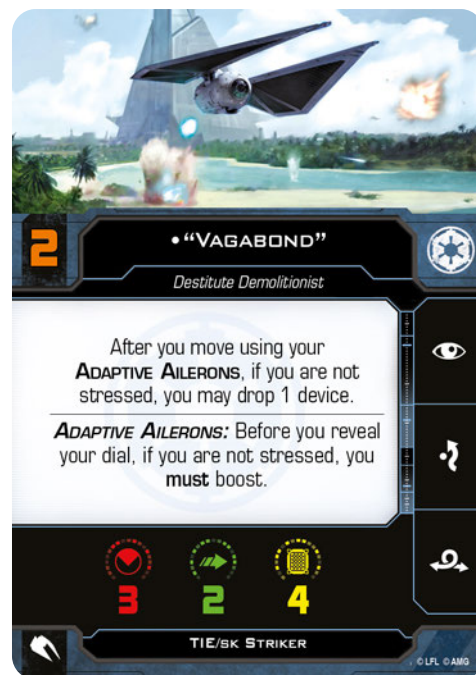 2
•“VAGABOND”
Destitute Demolitionist
After you move using your
ADAPTIVE AILERONS, if you are not
stressed, you may drop 1 device.
ADAPTIVE AILERONS: Before you reveal
your dial, if you are not stressed, you
must boost.
3 2 4
TIE/SK STRIKER
©LFL ©AMG